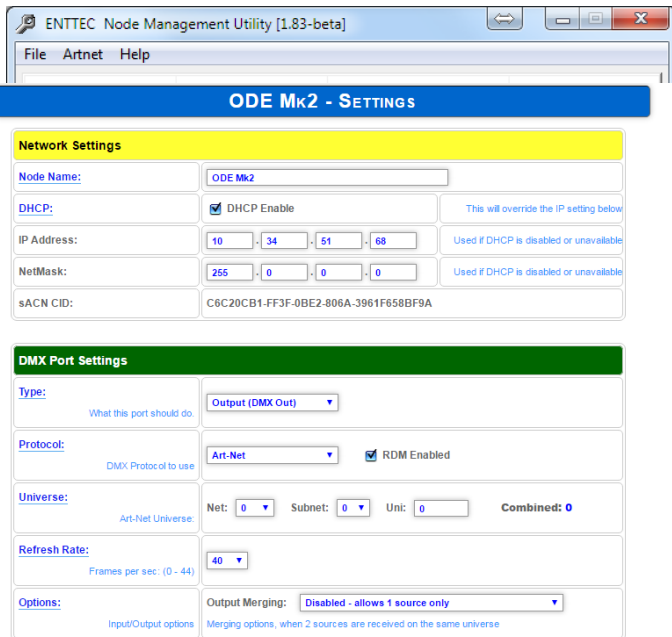 ENTTEC Node Management Utility [1.83-beta]
File Artnet Help
ODE Mk2 - Settings
Network Settings
Node Name: ODE Mk2
DHCP: DHCP Enable This will override the IP setting below
IP Address: 10 . 34 . 51 . 68 Used if DHCP is disabled or unavailable
NetMask: 255 . 0 . 0 . 0 Used if DHCP is disabled or unavailable
sACN CID: C6C20CB1-FF3F-0BE2-806A-3961F658BF9A
DMX Port Settings
Type:
What this port should do. Output (DMX Out)
Protocol:
DMX Protocol to use Art-Net RDM Enabled
Universe:
Art-Net Universe: Net: 0 Subnet: 0 Uni: 0 Combined: 0
Refresh Rate:
Frames per sec: (0 - 44) 40
Options: Output Merging: Disabled - allows 1 source only
Input/Output options Merging options, when 2 sources are received on the same universe